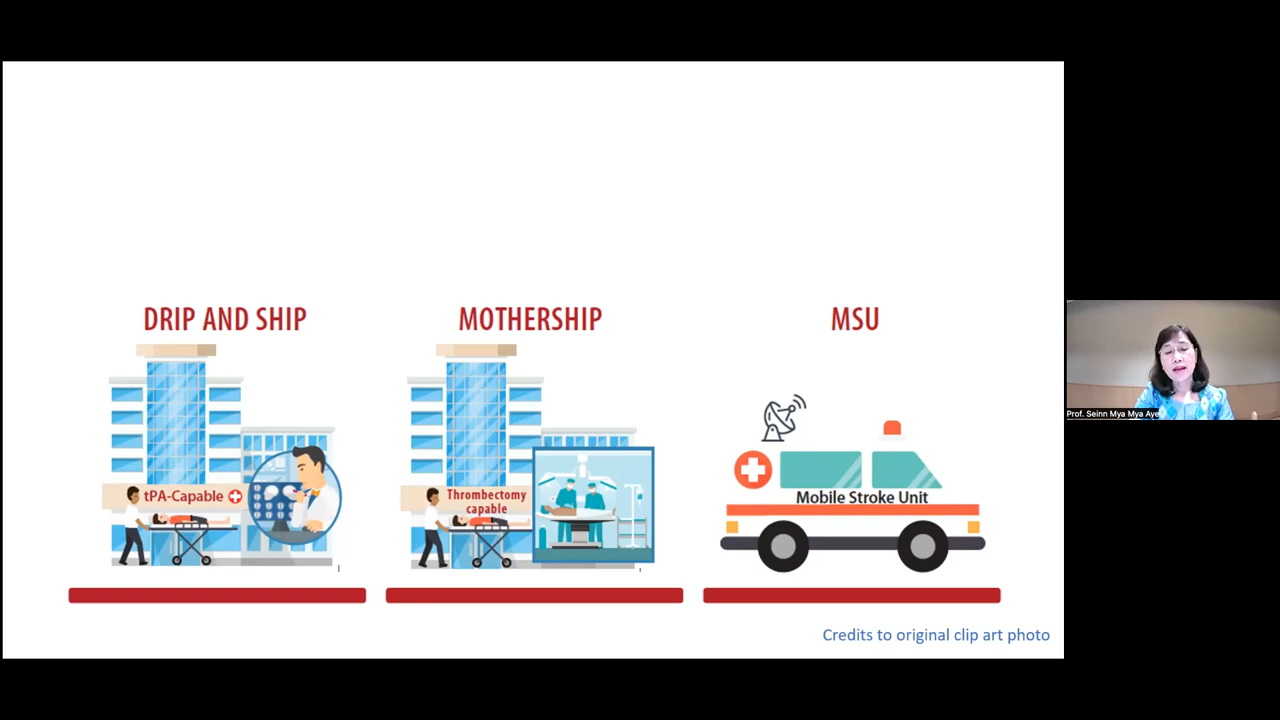 DRIP AND SHIP
MOTHERSHIP
MSU
tPA-Capable
Thrombectomy
capable
Mobile Stroke Unit
Credits to original clip art photo
Prof. Seinn Mya Mya Aye